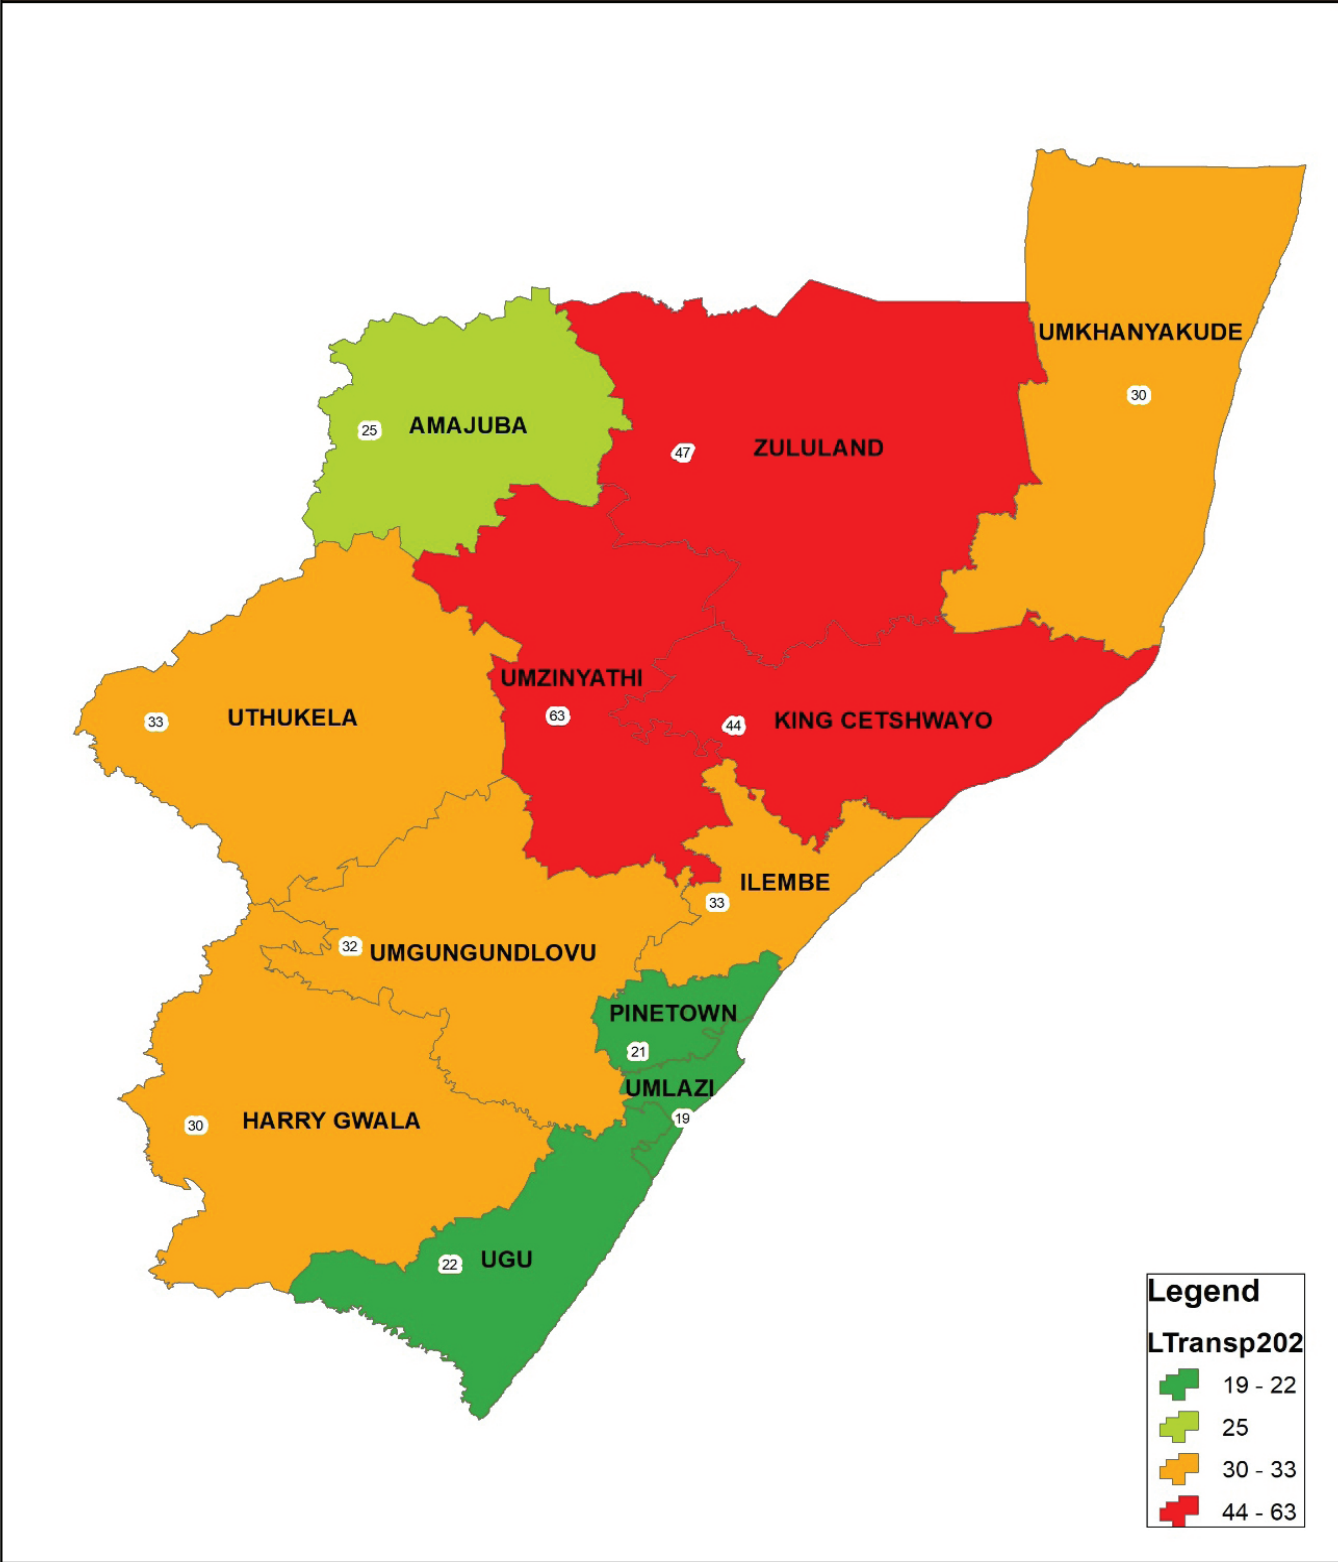 UMKHANYAKUDE
30
AMAJUBA
25
ZULULAND
47
UMZINYATHI
63
UTHUKELA
33
KING CETSHWAYO
44
ILEMBE
33
UMGUNGUNDLOVU
32
PINETOWN
21
UMLAZI
19
HARRY GWALA
30
UGU
22
Legend
LTransp202
19 - 22
25
30 - 33
44 - 63